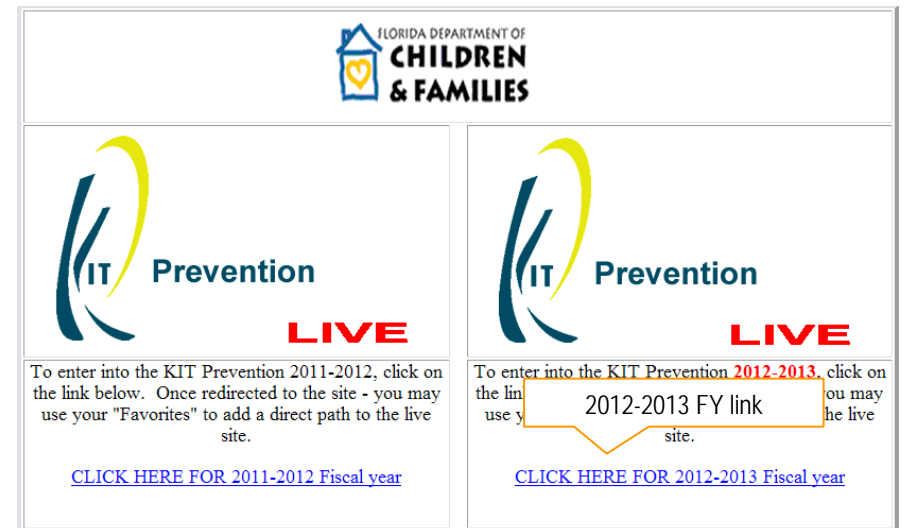 FLORIDA DEPARTMENT OF
CHILDREN
& FAMILIES
KIT Prevention
LIVE
To enter into the KIT Prevention 2011-2012, click on
the link below. Once redirected to the site - you may
use your "Favorites" to add a direct path to the live
site.
CLICK HERE FOR 2011-2012 Fiscal year
KIT Prevention
LIVE
To enter into the KIT Prevention 2012-2013, click on
the lin
ou may
use y
he live
site.
2012-2013 FY link
CLICK HERE FOR 2012-2013 Fiscal year